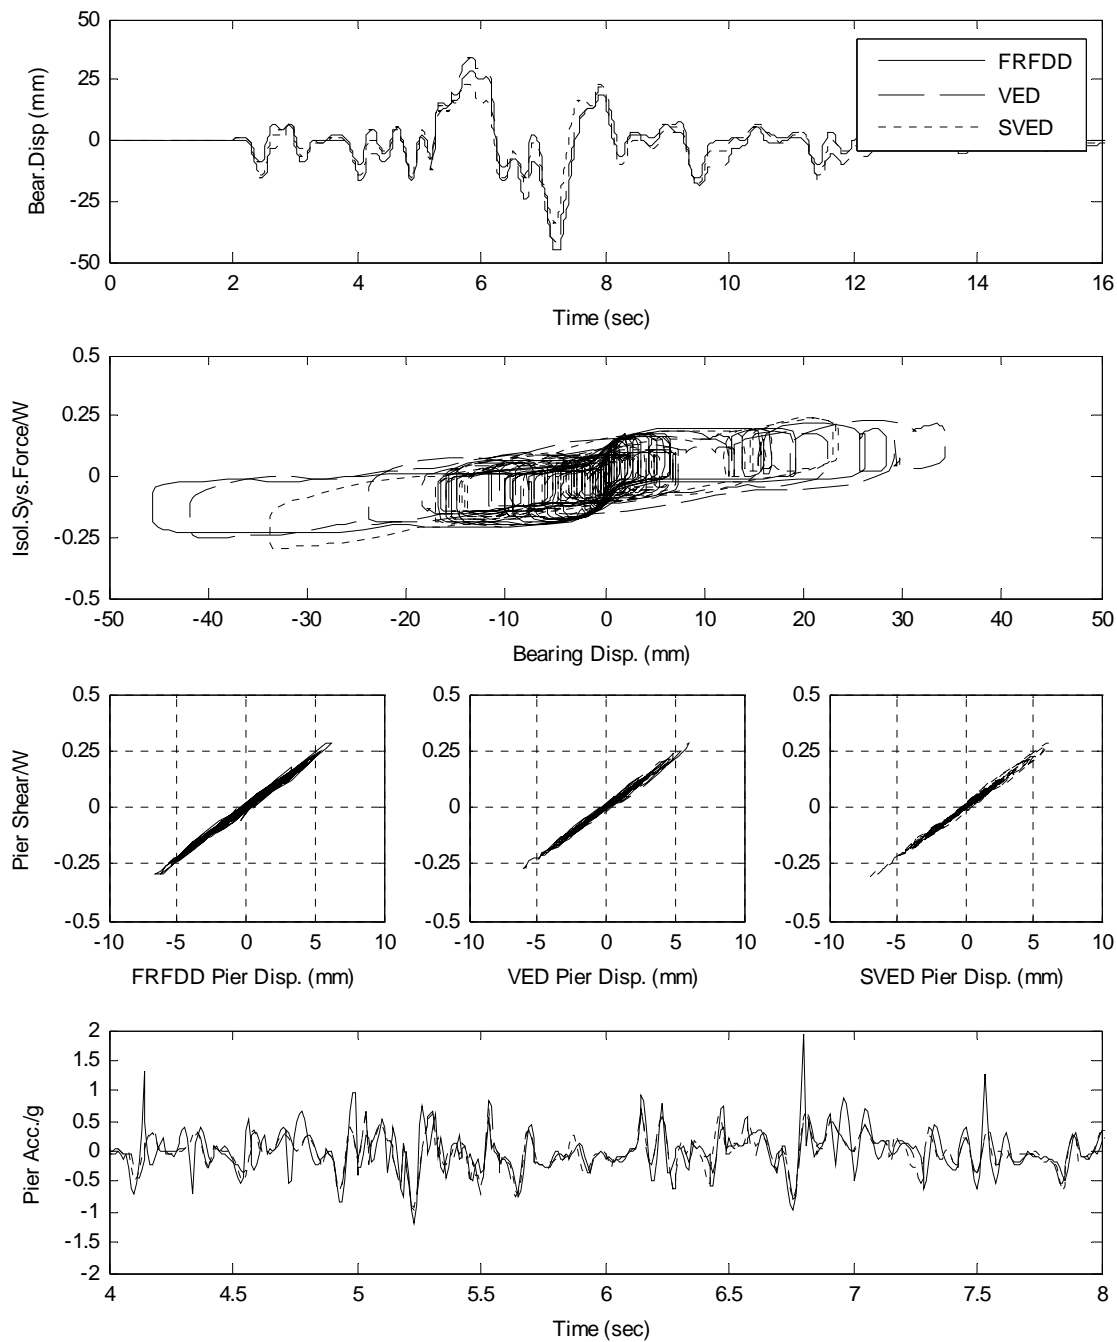 50
25
0
-25
-50
Bear.Disp (mm)
FRFDD
VED
SVED
0 2 4 6 8 10 12 14 16
Time (sec)
0.5
0.25
0
-0.25
-0.5
Isol.Sys.Force/W
-50 -40 -30 -20 -10 0 10 20 30 40 50
Bearing Disp. (mm)
0.5 0.5 0.5
0.25 0.25 0.25
0 0 0
-0.25 -0.25 -0.25
-0.5 -0.5 -0.5
Pier Shear/W
-10 -5 0 5 10 -10 -5 0 5 10 -10 -5 0 5 10
FRFDD Pier Disp. (mm) VED Pier Disp. (mm) SVED Pier Disp. (mm)
2
1.5
1
0.5
0
-0.5
-1
-1.5
-2
Pier Acc./g
4 4.5 5 5.5 6 6.5 7 7.5 8
Time (sec)